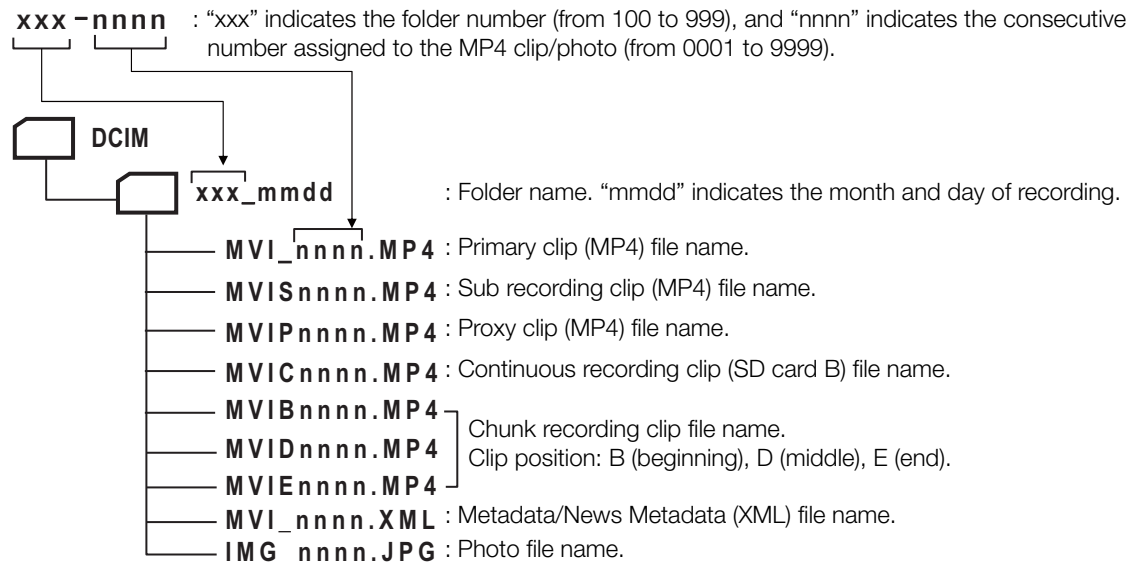 xxx-nnnn : “xxx” indicates the folder number (from 100 to 999), and “nnnn” indicates the consecutive
number assigned to the MP4 clip/photo (from 0001 to 9999).
DCIM
xxx_mmdd : Folder name. “mmdd” indicates the month and day of recording.
MVI_nnnn.MP4 : Primary clip (MP4) file name.
MVISnnnn.MP4 : Sub recording clip (MP4) file name.
MVIPnnnn.MP4 : Proxy clip (MP4) file name.
MVICnnnn.MP4 : Continuous recording clip (SD card B) file name.
MVIBnnnn.MP4
Chunk recording clip file name.
MVIDnnnn.MP4
Clip position: B (beginning), D (middle), E (end).
MVIEnnnn.MP4
MVI_nnnn.XML : Metadata/News Metadata (XML) file name.
IMG nnnn.JPG : Photo file name.